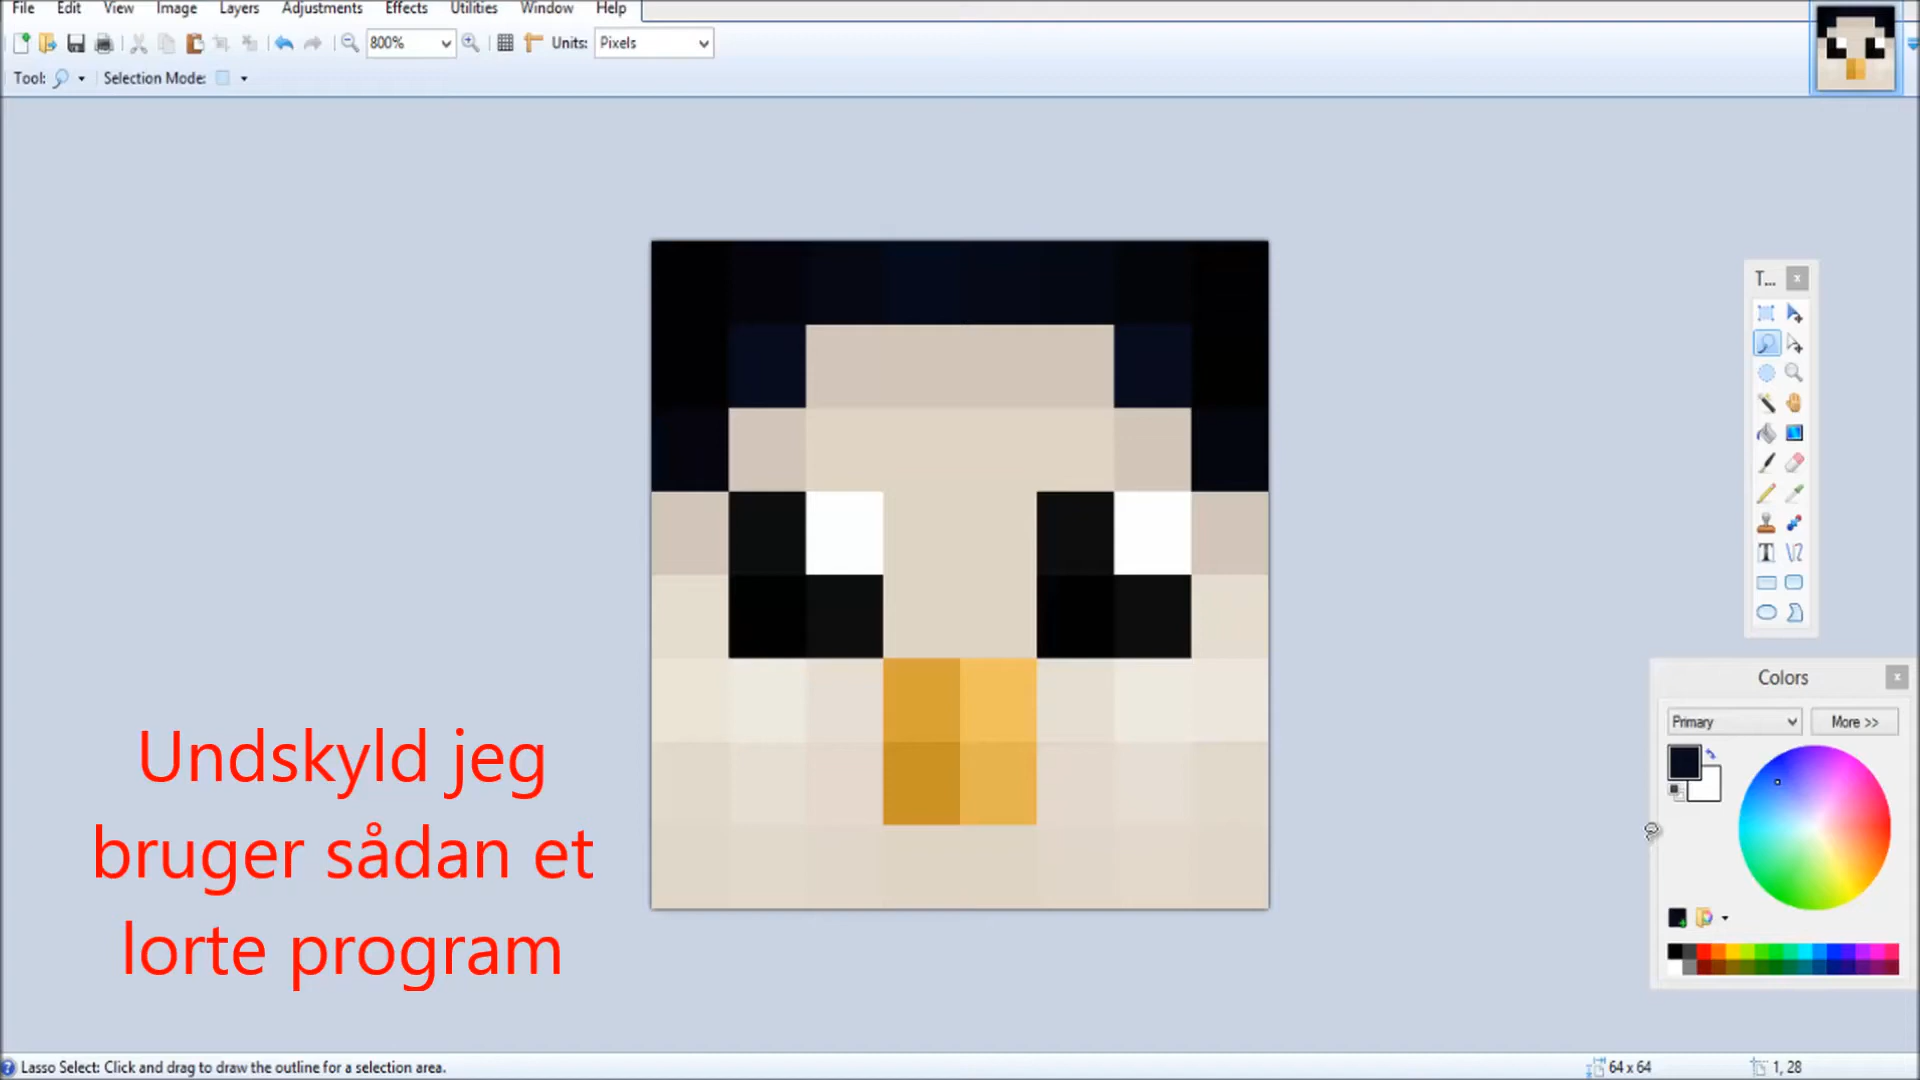 File Edit View Image Layers Adjustments Effects Utilities Window Help
800% Units: Pixels
Tool: Selection Mode:
T...
Colors
Primary More >>
Undskyld jeg
bruger sådan et
lorte program
Lasso Select: Click and drag to draw the outline for a selection area. 64 x 64 1, 28